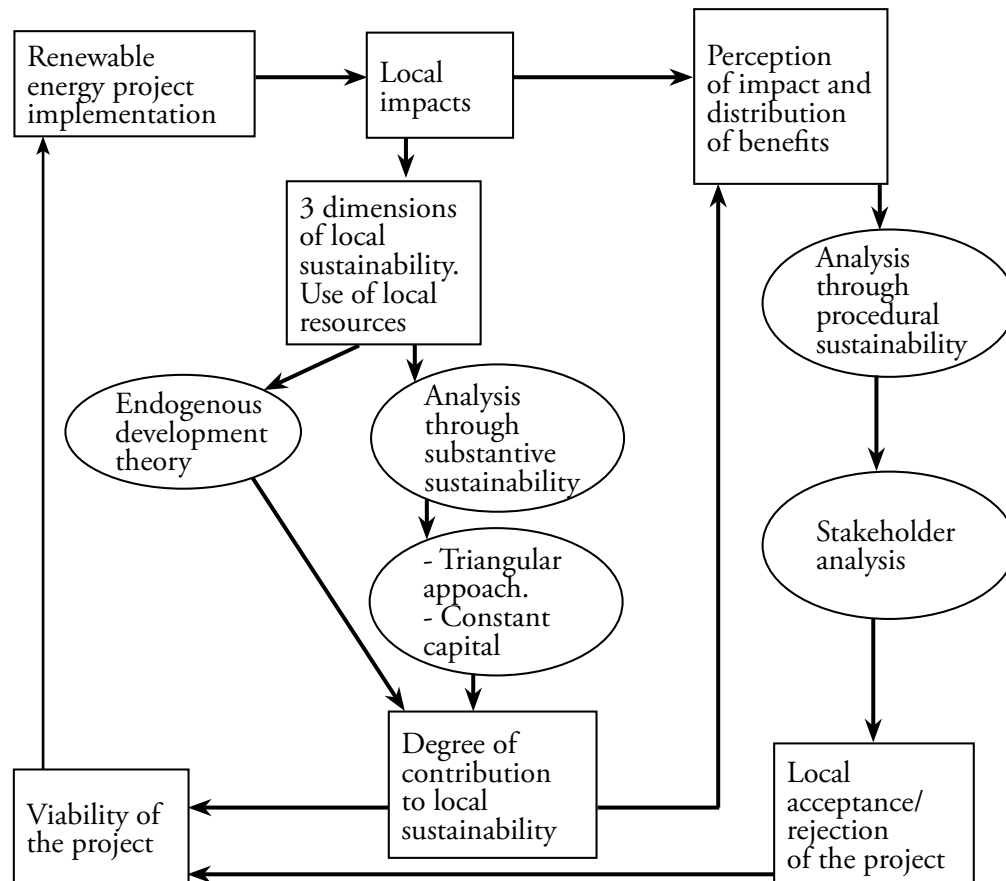 Renewable
energy project
implementation
Local
impacts
Perception
of impact and
distribution
of benefits
3 dimensions
of local
sustainability.
Use of local
resources
Analysis
through
procedural
sustainability
Endogenous
development
theory
Analysis
through
substantive
sustainability
Stakeholder
analysis
- Triangular
appoach.
- Constant
capital
Degree of
contribution
to local
sustainability
Viability of
the project
Local
acceptance/
rejection
of the project